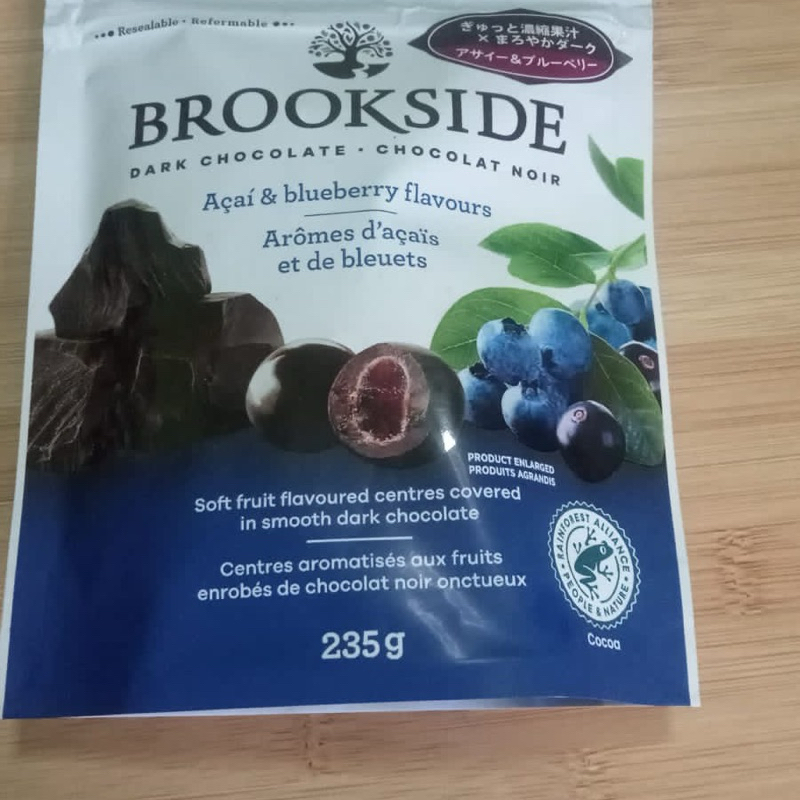 Resealable • Refermable
ぎゅっと濃縮果汁
× まろやかダーク
アサイー&ブルーベリー
BROOKSIDE
DARK CHOCOLATE · CHOCOLAT NOIR
Açaí & blueberry flavours
Arômes d'açaïs
et de bleuets
PRODUCT ENLARGED
PRODUITS AGRANDIS
Soft fruit flavoured centres covered
in smooth dark chocolate
Centres aromatisés aux fruits
enrobés de chocolat noir onctueux
RAINFOREST ALLIANCE
PEOPLE & NATURE
Cocoa
235 g